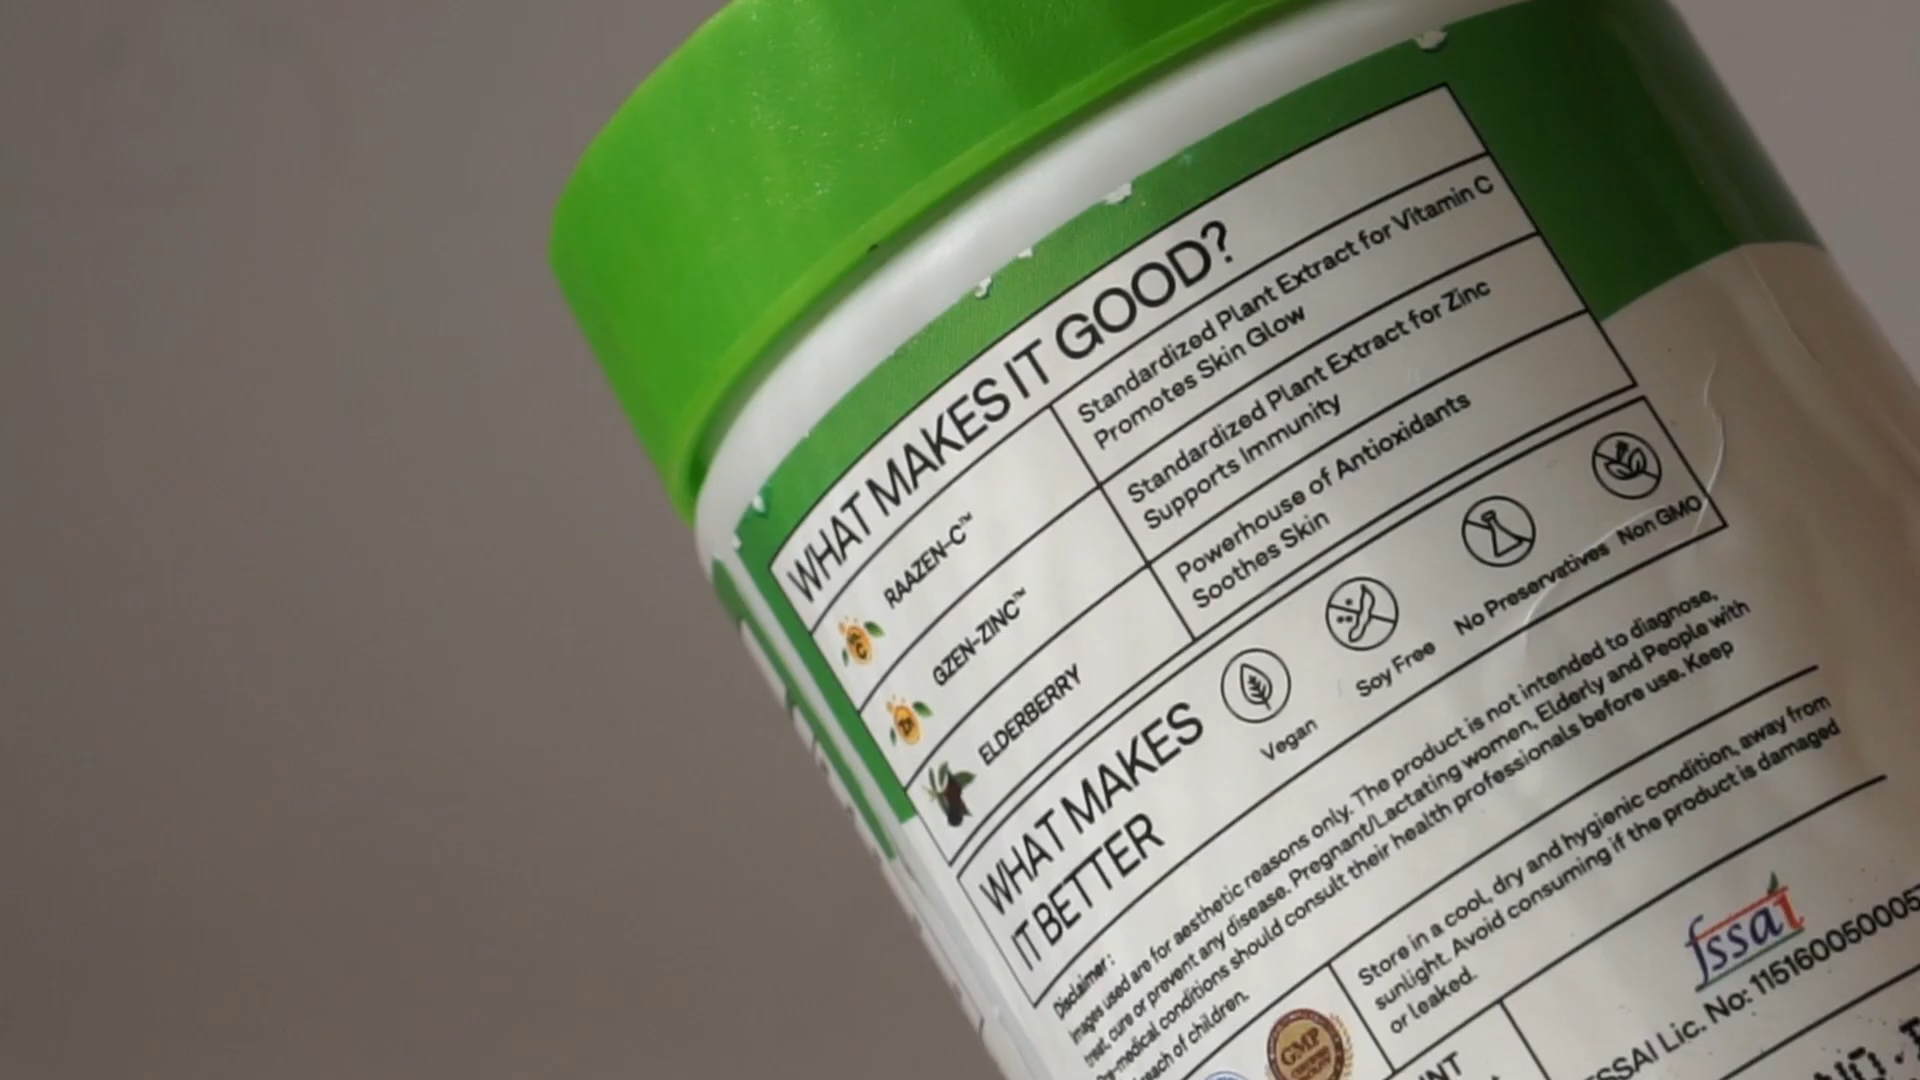 WHAT MAKES IT GOOD?
RAAZEN-C™
Standardized Plant Extract for Vitamin C
Promotes Skin Glow
GZEN-ZINC™
Standardized Plant Extract for Zinc
Supports Immunity
ELDERBERRY
Powerhouse of Antioxidants
Soothes Skin
WHAT MAKES
IT BETTER
Vegan
Soy Free
No Preservatives
Non GMO
Disclaimer :
Images used are for aesthetic reasons only. The product is not intended to diagnose,
treat, cure or prevent any disease. Pregnant/Lactating women, Elderly and People with
Pre-medical conditions should consult their health professionals before use. Keep
reach of children.
Store in a cool, dry and hygienic condition, away from
sunlight. Avoid consuming if the product is damaged
or leaked.
GMP
fssai
FSSAI Lic. No: 1151600500057